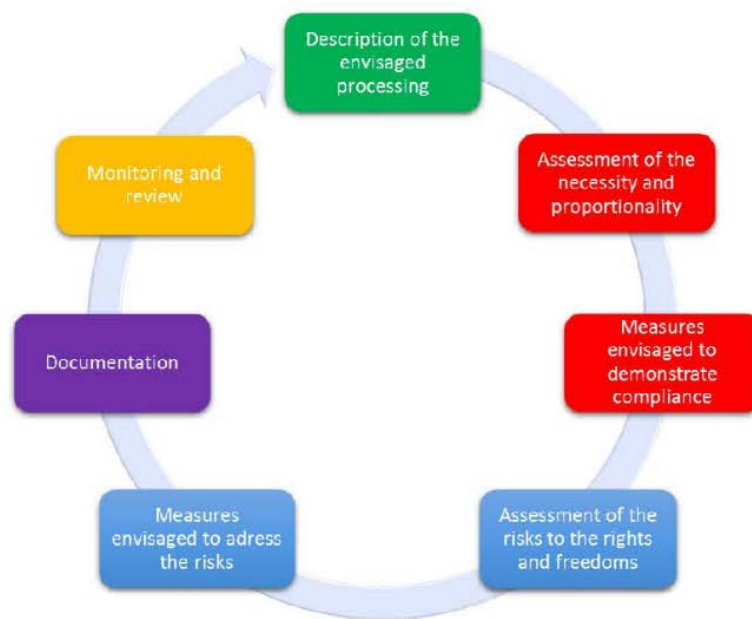 Description of the
envisaged
processing
Assessment of the
necessity and
proportionality
Measures
envisaged to
demonstrate
compliance
Assessment of the
risks to the rights
and freedoms
Measures
envisaged to adress
the risks
Documentation
Monitoring and
review